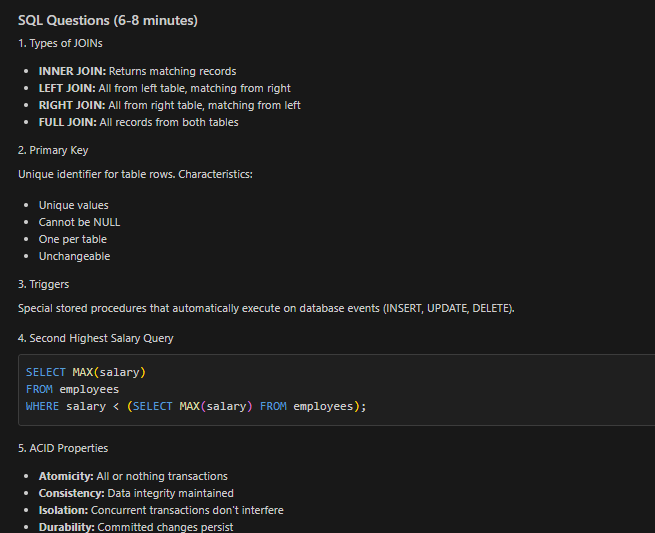 SQL Questions (6-8 minutes)
1. Types of JOINs
• INNER JOIN: Returns matching records
• LEFT JOIN: All from left table, matching from right
• RIGHT JOIN: All from right table, matching from left
• FULL JOIN: All records from both tables
2. Primary Key
Unique identifier for table rows. Characteristics:
• Unique values
• Cannot be NULL
• One per table
• Unchangeable
3. Triggers
Special stored procedures that automatically execute on database events (INSERT, UPDATE, DELETE).
4. Second Highest Salary Query
SELECT MAX(salary)
FROM employees
WHERE salary < (SELECT MAX(salary) FROM employees);
5. ACID Properties
• Atomicity: All or nothing transactions
• Consistency: Data integrity maintained
• Isolation: Concurrent transactions don't interfere
• Durability: Committed changes persist